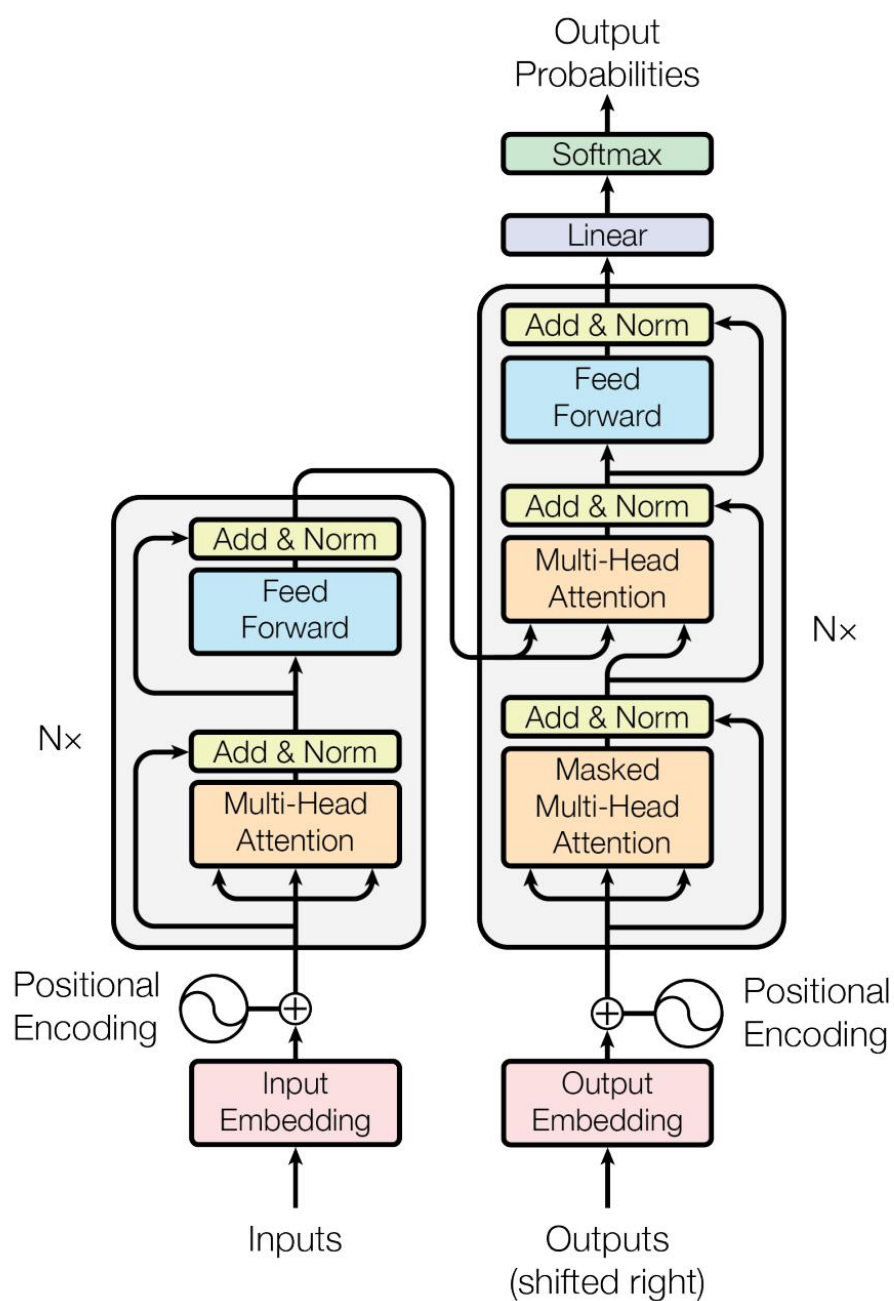 Output
Probabilities
Softmax
Linear
Add & Norm
Feed
Forward
Add & Norm
Multi-Head
Attention
Add & Norm
Masked
Multi-Head
Attention
Nx
Add & Norm
Feed
Forward
Add & Norm
Multi-Head
Attention
Nx
Positional
Encoding
Positional
Encoding
Input
Embedding
Output
Embedding
Inputs
Outputs
(shifted right)